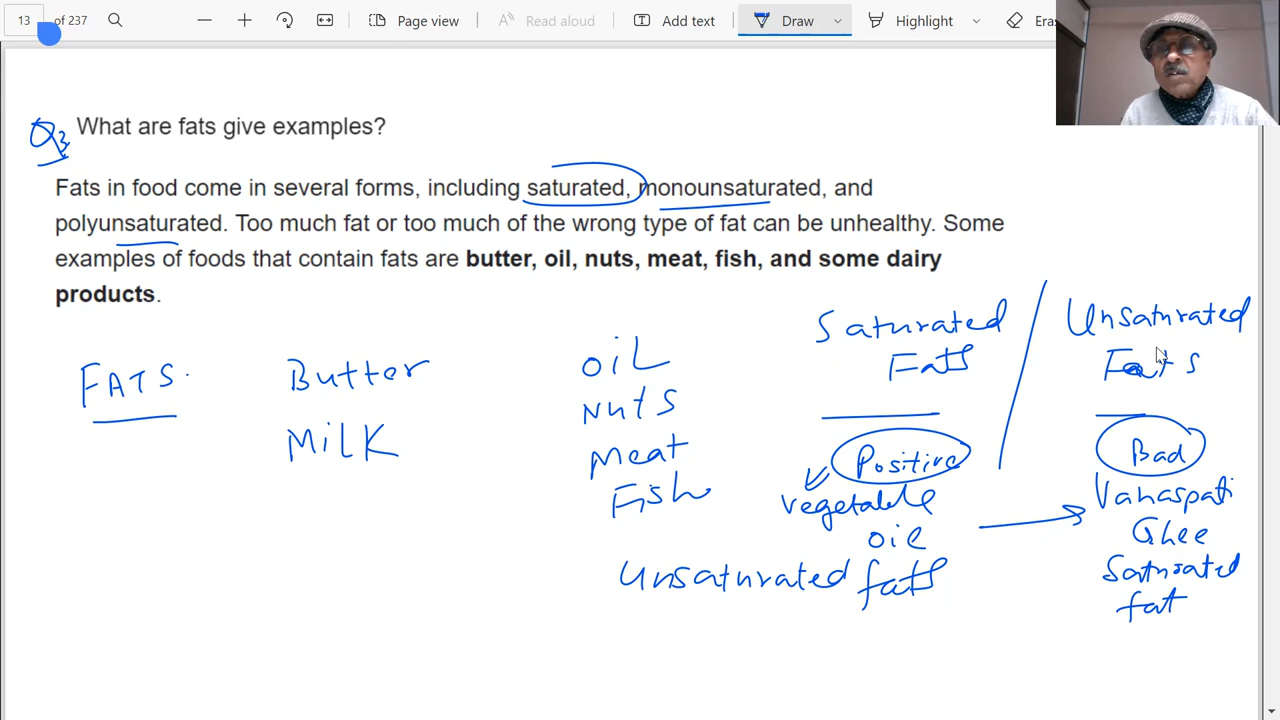 13 of 237 Page view Read aloud Add text Draw Highlight
Q3 What are fats give examples?
Fats in food come in several forms, including saturated, monounsaturated, and
polyunsaturated. Too much fat or too much of the wrong type of fat can be unhealthy. Some
examples of foods that contain fats are butter, oil, nuts, meat, fish, and some dairy
products.
FATS.
Butter
MiLK
OiL
Nuts
Meat
Fish
Saturated
Fats
Positive
vegetable
oil
Unsaturated fats
Unsaturated
Fats
Bad
Vanaspati
Ghee
Saturated
fat